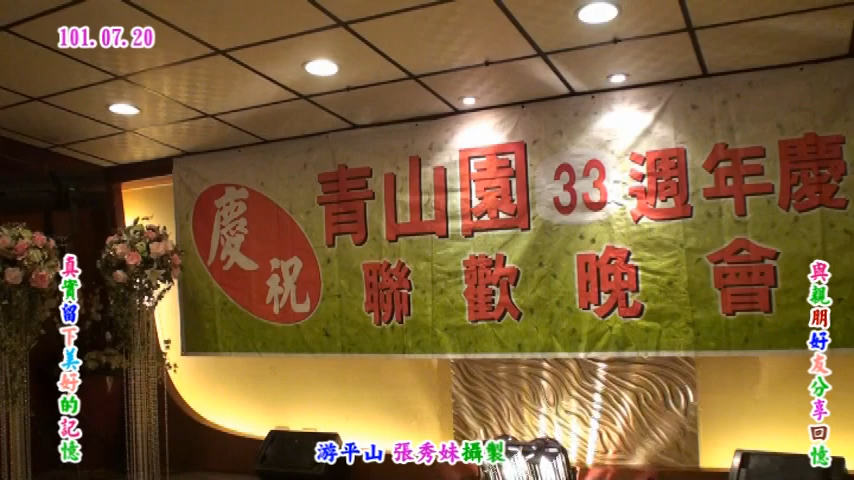 101.07.20
慶祝
青山園33週年慶
聯歡晚會
真實留下美好的記憶
與親朋好友分享回憶
游平山 張秀妹攝製